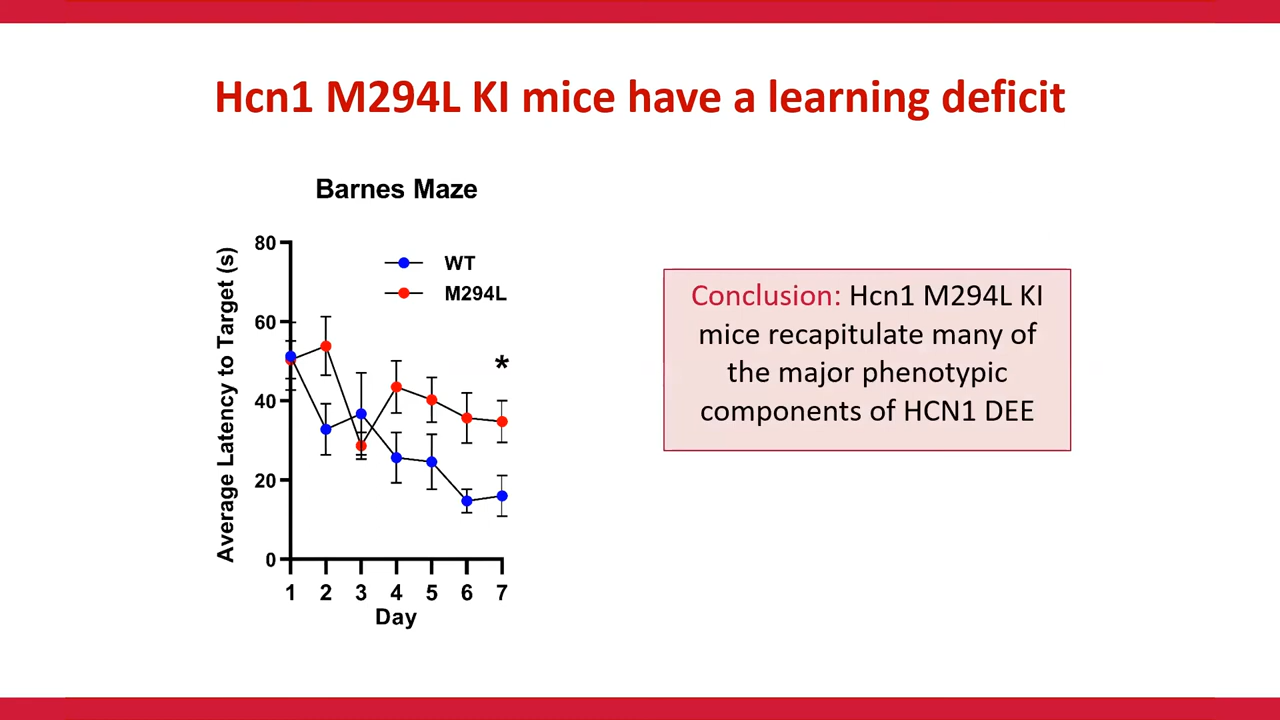 Hcn1 M294L KI mice have a learning deficit
Barnes Maze
Average Latency to Target (s)
80
60
40
20
0
WT
M294L
*
1 2 3 4 5 6 7
Day
Conclusion: Hcn1 M294L KI
mice recapitulate many of
the major phenotypic
components of HCN1 DEE